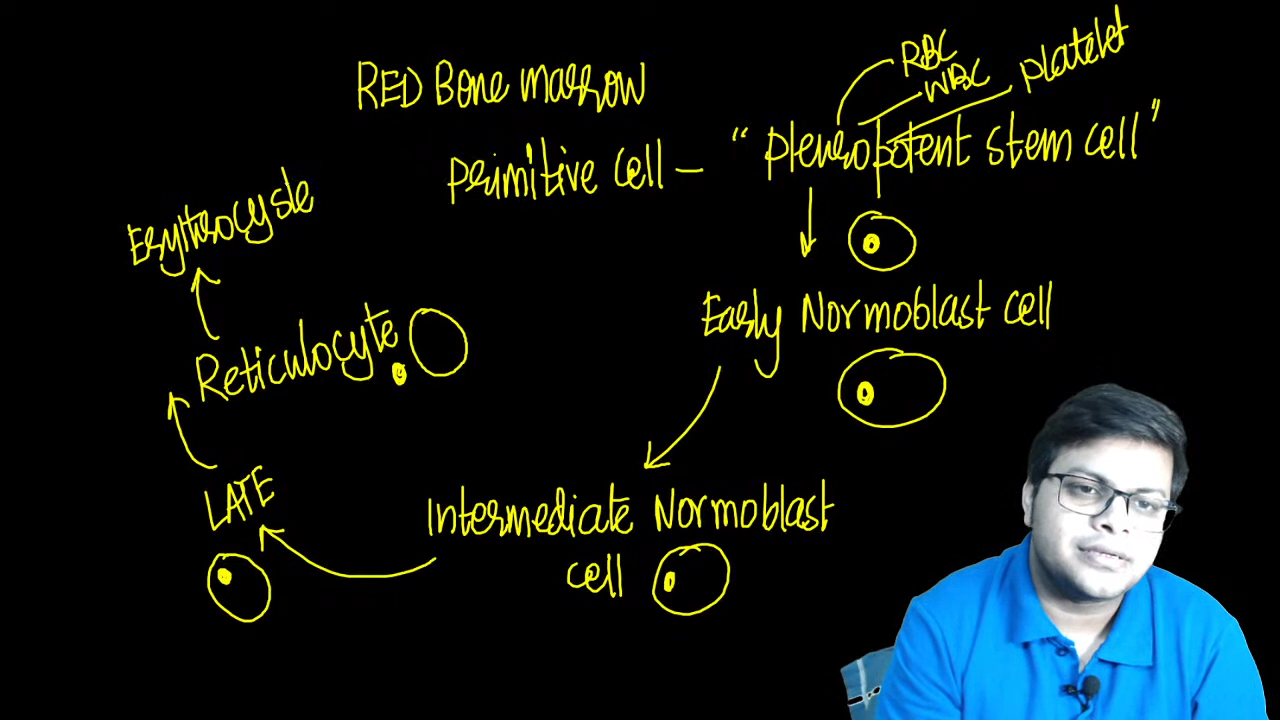 RBC
WBC
Platelet
RED Bone marrow
Primitive cell - "Pleuropotent stem cell"
Erythrocyste
Early Normoblast cell
Reticulocyte
LATE
Intermediate Normoblast
cell